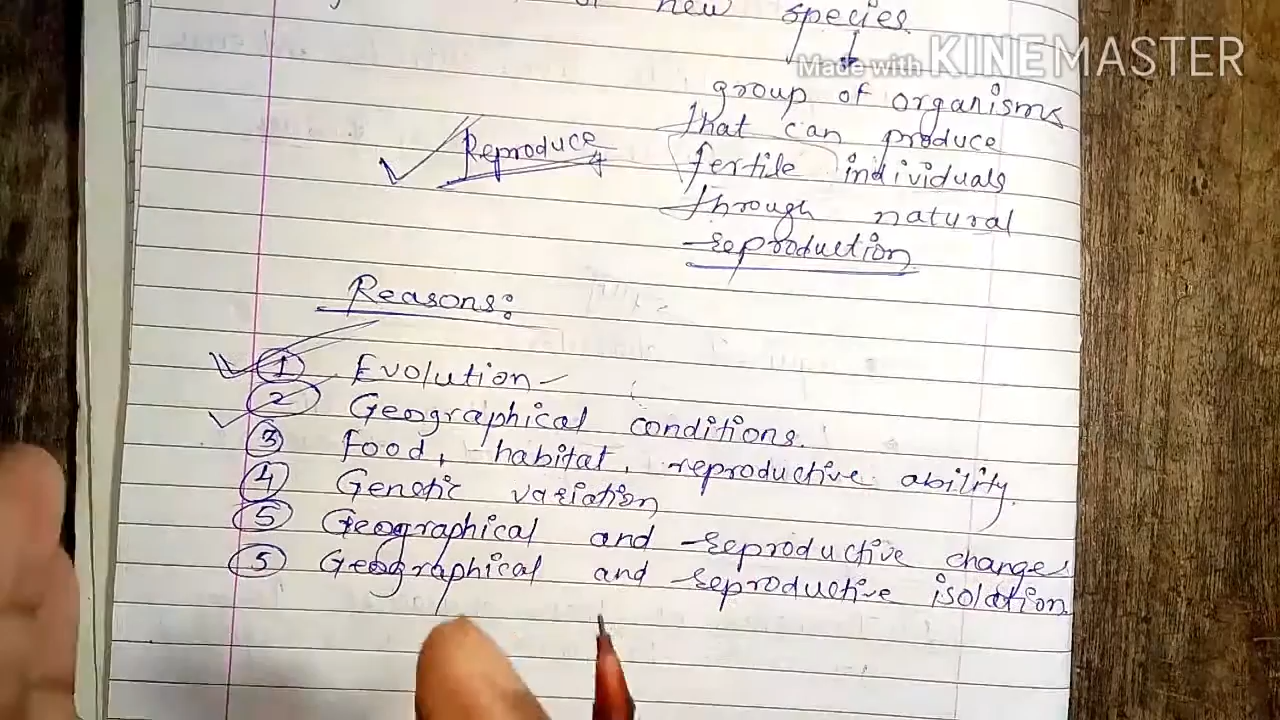 new species
Made with KINEMASTER
group of organisms
that can produce
Reproduce
fertile individuals
through natural
reproduction
Reasons:
1 Evolution -
2 Geographical conditions.
3 Food, habitat, reproductive ability.
4 Genetic variation
5 Geographical and reproductive changes
5 Geographical and reproductive isolation.